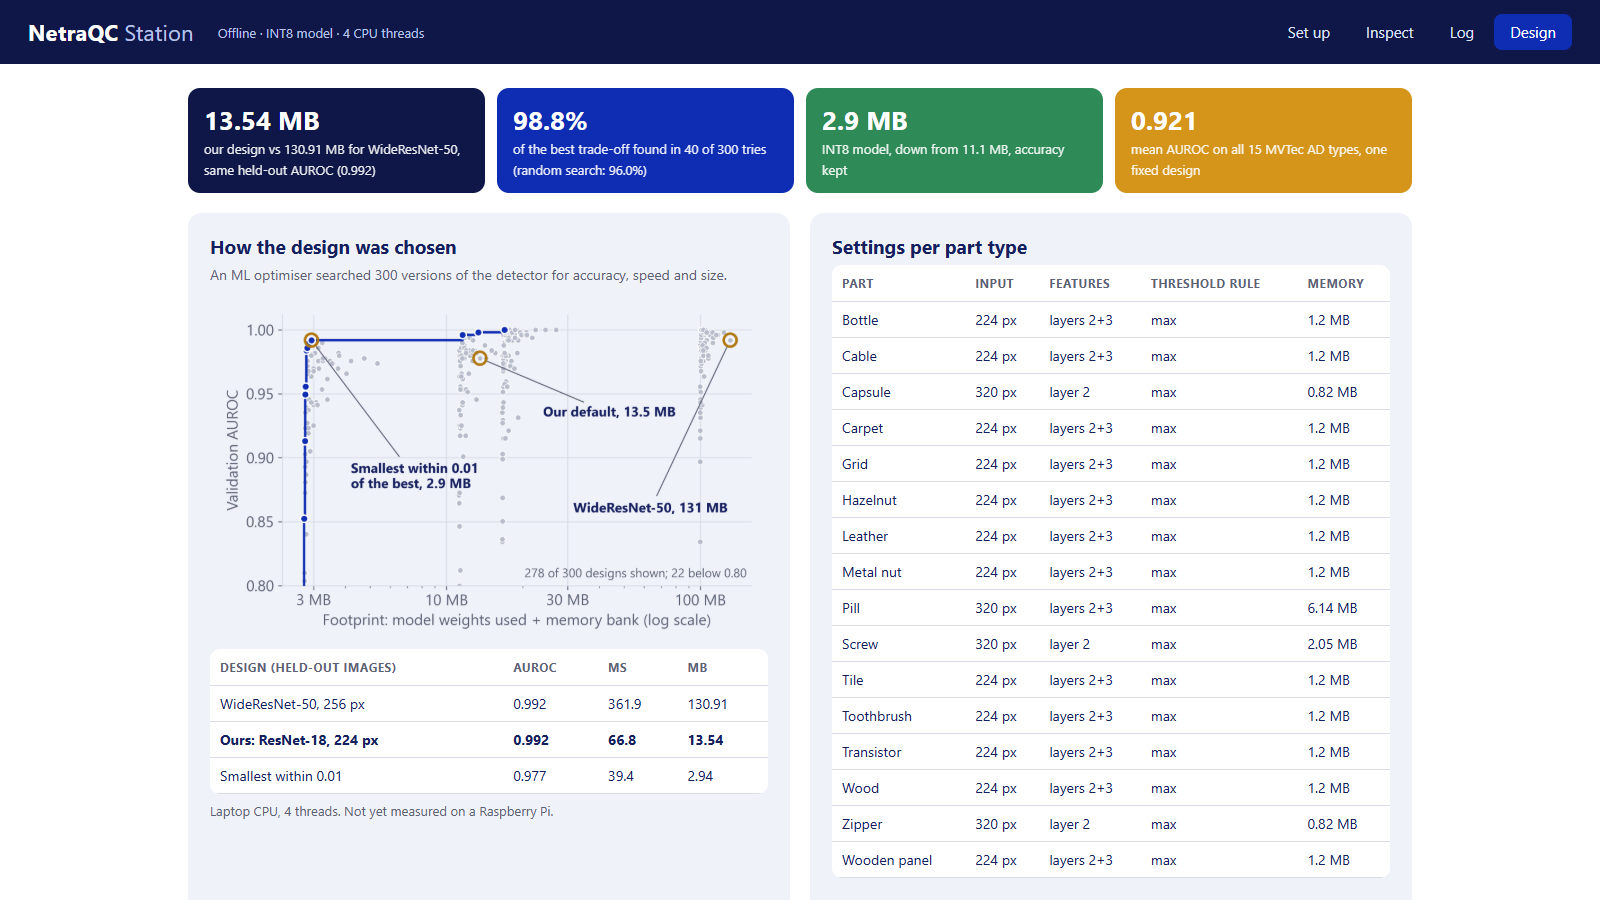 NetraQC Station
Offline · INT8 model · 4 CPU threads
Set up
Inspect
Log
Design
13.54 MB
our design vs 130.91 MB for WideResNet-50,
same held-out AUROC (0.992)
98.8%
of the best trade-off found in 40 of 300 tries
(random search: 96.0%)
2.9 MB
INT8 model, down from 11.1 MB, accuracy
kept
0.921
mean AUROC on all 15 MVTec AD types, one
fixed design
How the design was chosen
An ML optimiser searched 300 versions of the detector for accuracy, speed and size.
Validation AUROC
1.00
0.95
0.90
0.85
0.80
Our default, 13.5 MB
Smallest within 0.01
of the best, 2.9 MB
WideResNet-50, 131 MB
278 of 300 designs shown; 22 below 0.80
3 MB 10 MB 30 MB 100 MB
Footprint: model weights used + memory bank (log scale)
DESIGN (HELD-OUT IMAGES) AUROC MS MB
WideResNet-50, 256 px 0.992 361.9 130.91
Ours: ResNet-18, 224 px 0.992 66.8 13.54
Smallest within 0.01 0.977 39.4 2.94
Laptop CPU, 4 threads. Not yet measured on a Raspberry Pi.
Settings per part type
PART INPUT FEATURES THRESHOLD RULE MEMORY
Bottle 224 px layers 2+3 max 1.2 MB
Cable 224 px layers 2+3 max 1.2 MB
Capsule 320 px layer 2 max 0.82 MB
Carpet 224 px layers 2+3 max 1.2 MB
Grid 224 px layers 2+3 max 1.2 MB
Hazelnut 224 px layers 2+3 max 1.2 MB
Leather 224 px layers 2+3 max 1.2 MB
Metal nut 224 px layers 2+3 max 1.2 MB
Pill 320 px layers 2+3 max 6.14 MB
Screw 320 px layer 2 max 2.05 MB
Tile 224 px layers 2+3 max 1.2 MB
Toothbrush 224 px layers 2+3 max 1.2 MB
Transistor 224 px layers 2+3 max 1.2 MB
Wood 224 px layers 2+3 max 1.2 MB
Zipper 320 px layer 2 max 0.82 MB
Wooden panel 224 px layers 2+3 max 1.2 MB